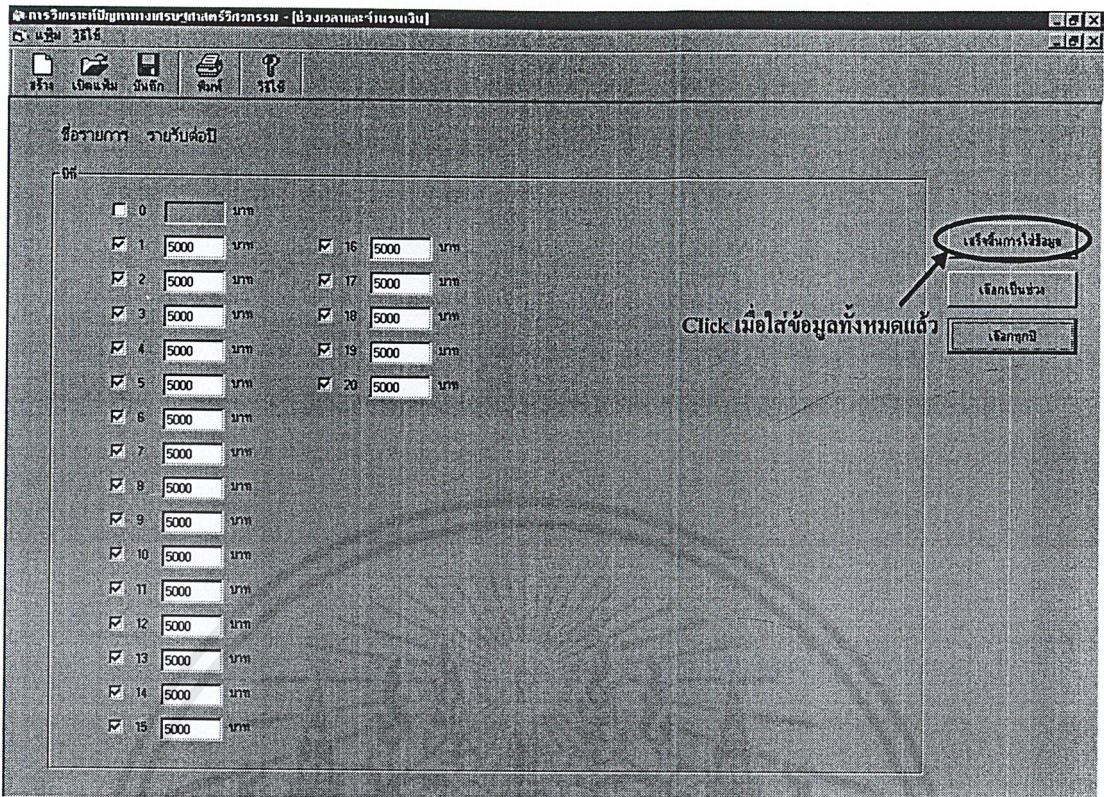 การวิเคราะห์ปัญหาทางเศรษฐศาสตร์วิศวกรรม - [ช่วงเวลาและจำนวนเงิน]
แฟ้ม วิธีใช้
สร้าง เปิดแฟ้ม บันทึก พิมพ์ วิธีใช้
ชื่อรายการ รายรับต่อปี
ปีที่
0 บาท
1 5000 บาท
2 5000 บาท
3 5000 บาท
4 5000 บาท
5 5000 บาท
6 5000 บาท
7 5000 บาท
8 5000 บาท
9 5000 บาท
10 5000 บาท
11 5000 บาท
12 5000 บาท
13 5000 บาท
14 5000 บาท
15 5000 บาท
16 5000 บาท
17 5000 บาท
18 5000 บาท
19 5000 บาท
20 5000 บาท
เสร็จสิ้นการใส่ข้อมูล
เลือกเป็นช่วง
เลือกทุกปี
Click เมื่อใส่ข้อมูลทั้งหมดแล้ว